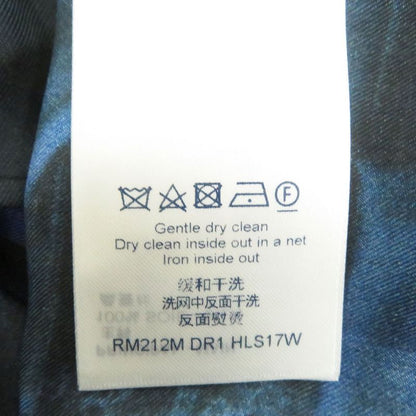 F
Gentle dry clean
Dry clean inside out in a net
Iron inside out
缓和干洗
洗网中反面干洗
反面熨烫
RM212M DR1 HLS17W